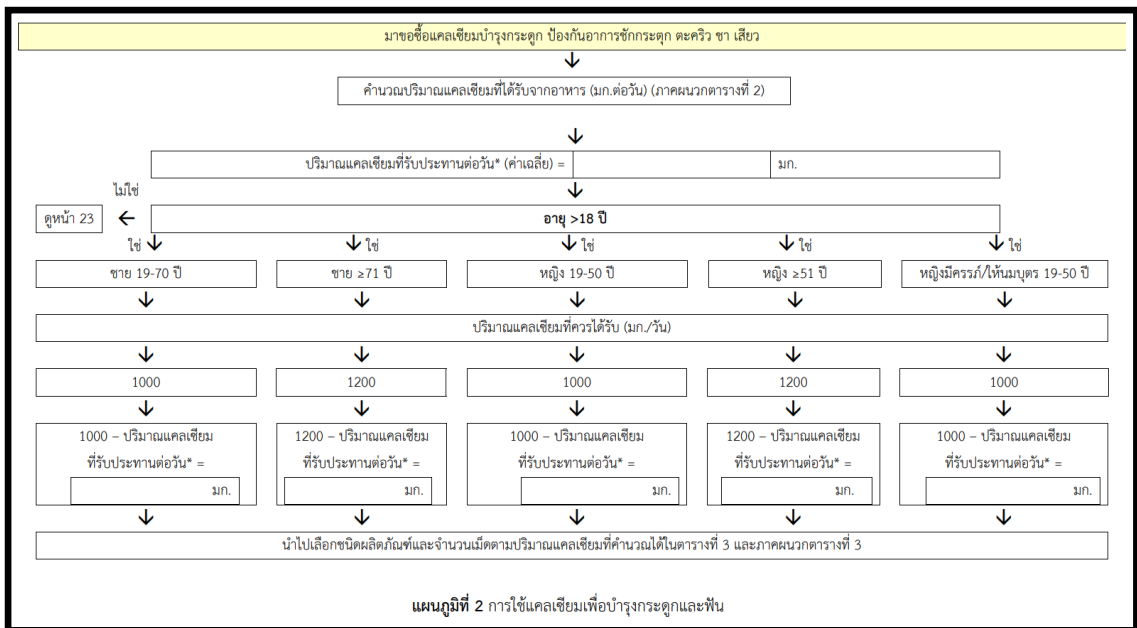 มาขอซื้อแคลเซียมบำรุงกระดูก ป้องกันอาการชักกระตุก ตะคริว ชา เสียว
คำนวณปริมาณแคลเซียมที่ได้รับจากอาหาร (มก.ต่อวัน) (ภาคผนวกตารางที่ 2)
ปริมาณแคลเซียมที่รับประทานต่อวัน* (ค่าเฉลี่ย) = มก.
ไม่ใช่
ดูหน้า 23 อายุ >18 ปี
ใช่ ใช่ ใช่ ใช่ ใช่
ชาย 19-70 ปี ชาย ≥71 ปี หญิง 19-50 ปี หญิง ≥51 ปี หญิงมีครรภ์/ให้นมบุตร 19-50 ปี
ปริมาณแคลเซียมที่ควรได้รับ (มก./วัน)
1000 1200 1000 1200 1000
1000 – ปริมาณแคลเซียม 1200 – ปริมาณแคลเซียม 1000 – ปริมาณแคลเซียม 1200 – ปริมาณแคลเซียม 1000 – ปริมาณแคลเซียม
ที่รับประทานต่อวัน* = ที่รับประทานต่อวัน* = ที่รับประทานต่อวัน* = ที่รับประทานต่อวัน* = ที่รับประทานต่อวัน* =
มก. มก. มก. มก. มก.
นำไปเลือกชนิดผลิตภัณฑ์และจำนวนเม็ดตามปริมาณแคลเซียมที่คำนวณได้ในตารางที่ 3 และภาคผนวกตารางที่ 3
แผนภูมิที่ 2 การใช้แคลเซียมเพื่อบำรุงกระดูกและฟัน